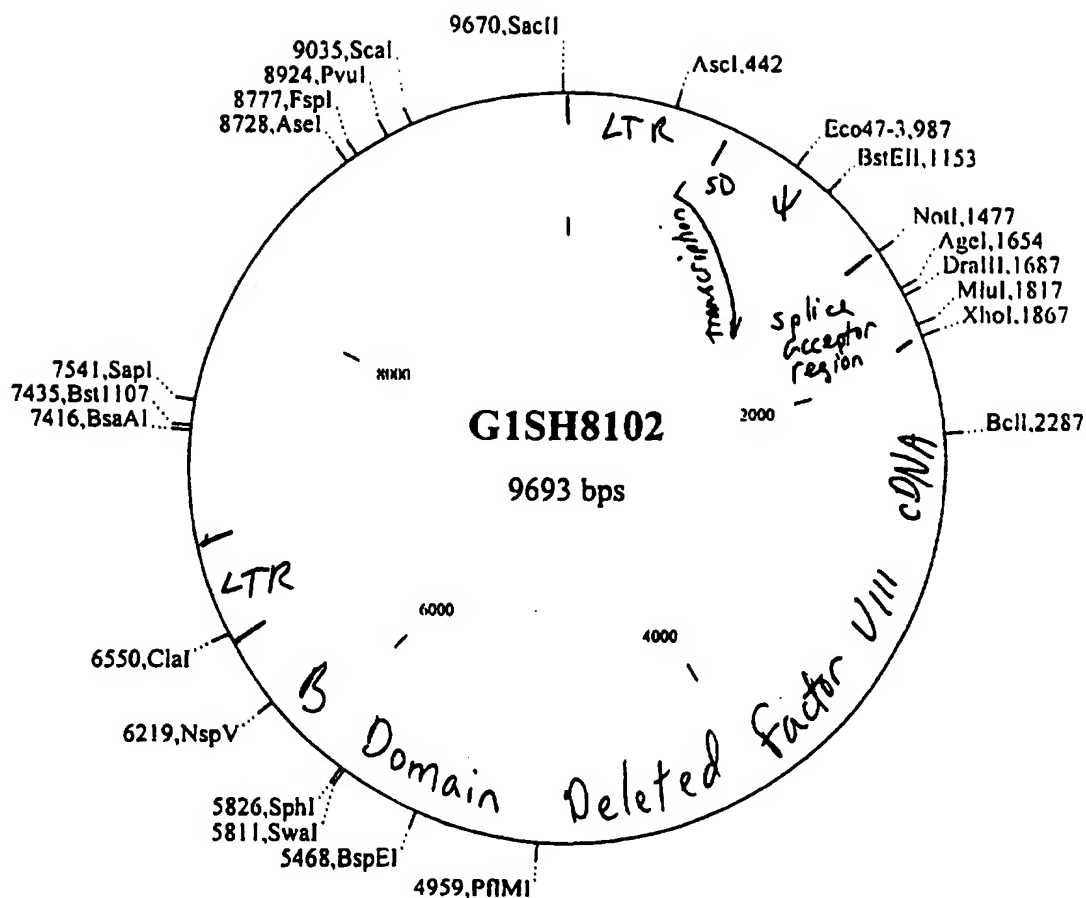 9670,SacII
9035,ScaI
8924,PvuI
8777,FspI
8728,AseI
AscI,442
Eco47-3,987
BstEII,1153
NotI,1477
AgeI,1654
DraIII,1687
MluI,1817
XhoI,1867
BclI,2287
LTR
SD
Ψ
transcription
splice
acceptor
region
8000
2000
7541,SapI
7435,Bst1107
7416,BsaAI
G1SH8102
9693 bps
cDNA
LTR
6000
4000
6550,ClaI
6219,NspV
B Domain Deleted Factor VIII
5826,SphI
5811,SwaI
5468,BspEI
4959,PflMI